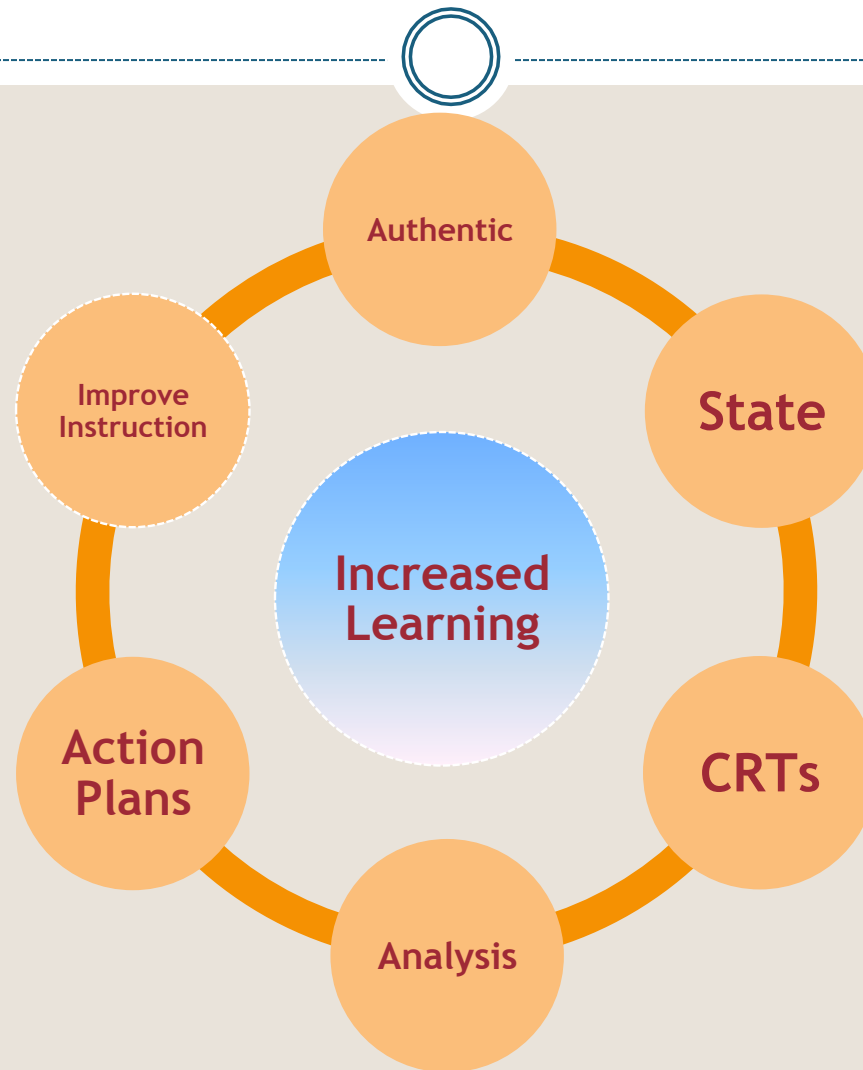 Authentic
State
CRTs
Analysis
Action
Plans
Improve
Instruction
Increased
Learning